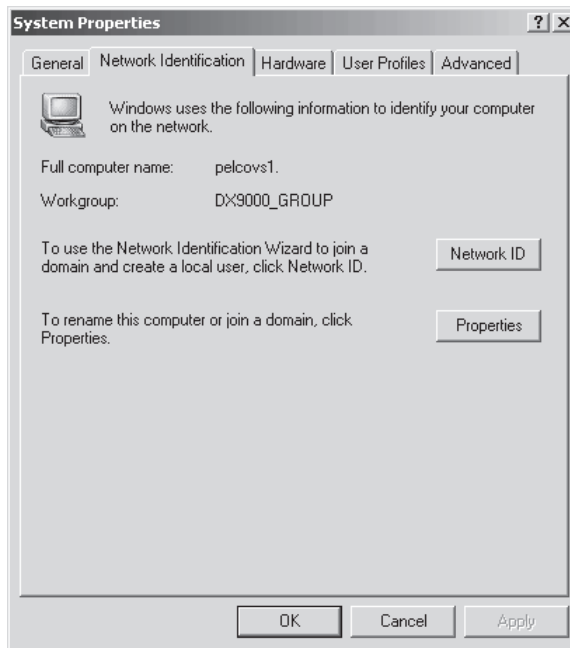 System Properties
? X
General Network Identification Hardware User Profiles Advanced
Windows uses the following information to identify your computer
on the network.
Full computer name: pelcovs1.
Workgroup: DX9000_GROUP
To use the Network Identification Wizard to join a
domain and create a local user, click Network ID.
Network ID
To rename this computer or join a domain, click
Properties.
Properties
OK Cancel Apply